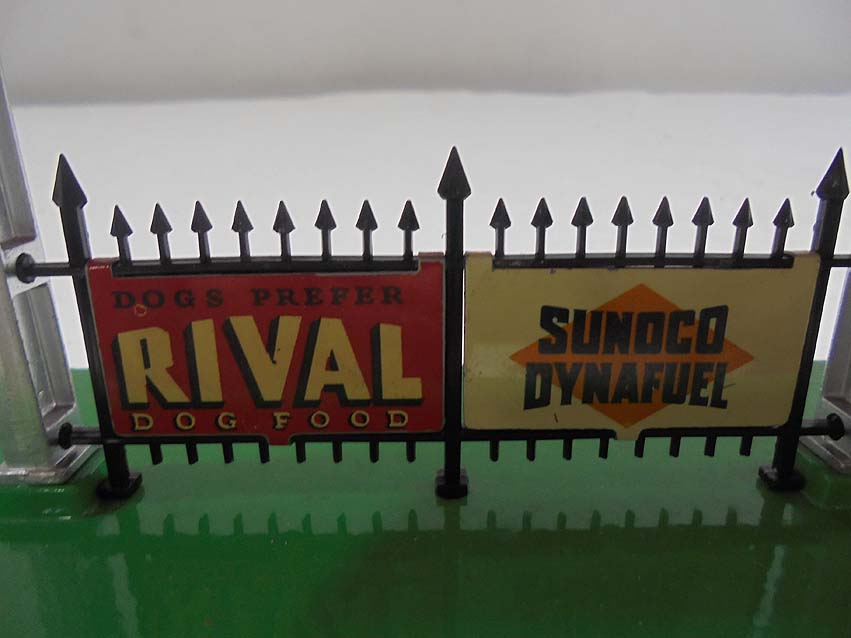 DOGS PREFER
RIVAL
DOG FOOD
SUNOCO
DYNAFUEL